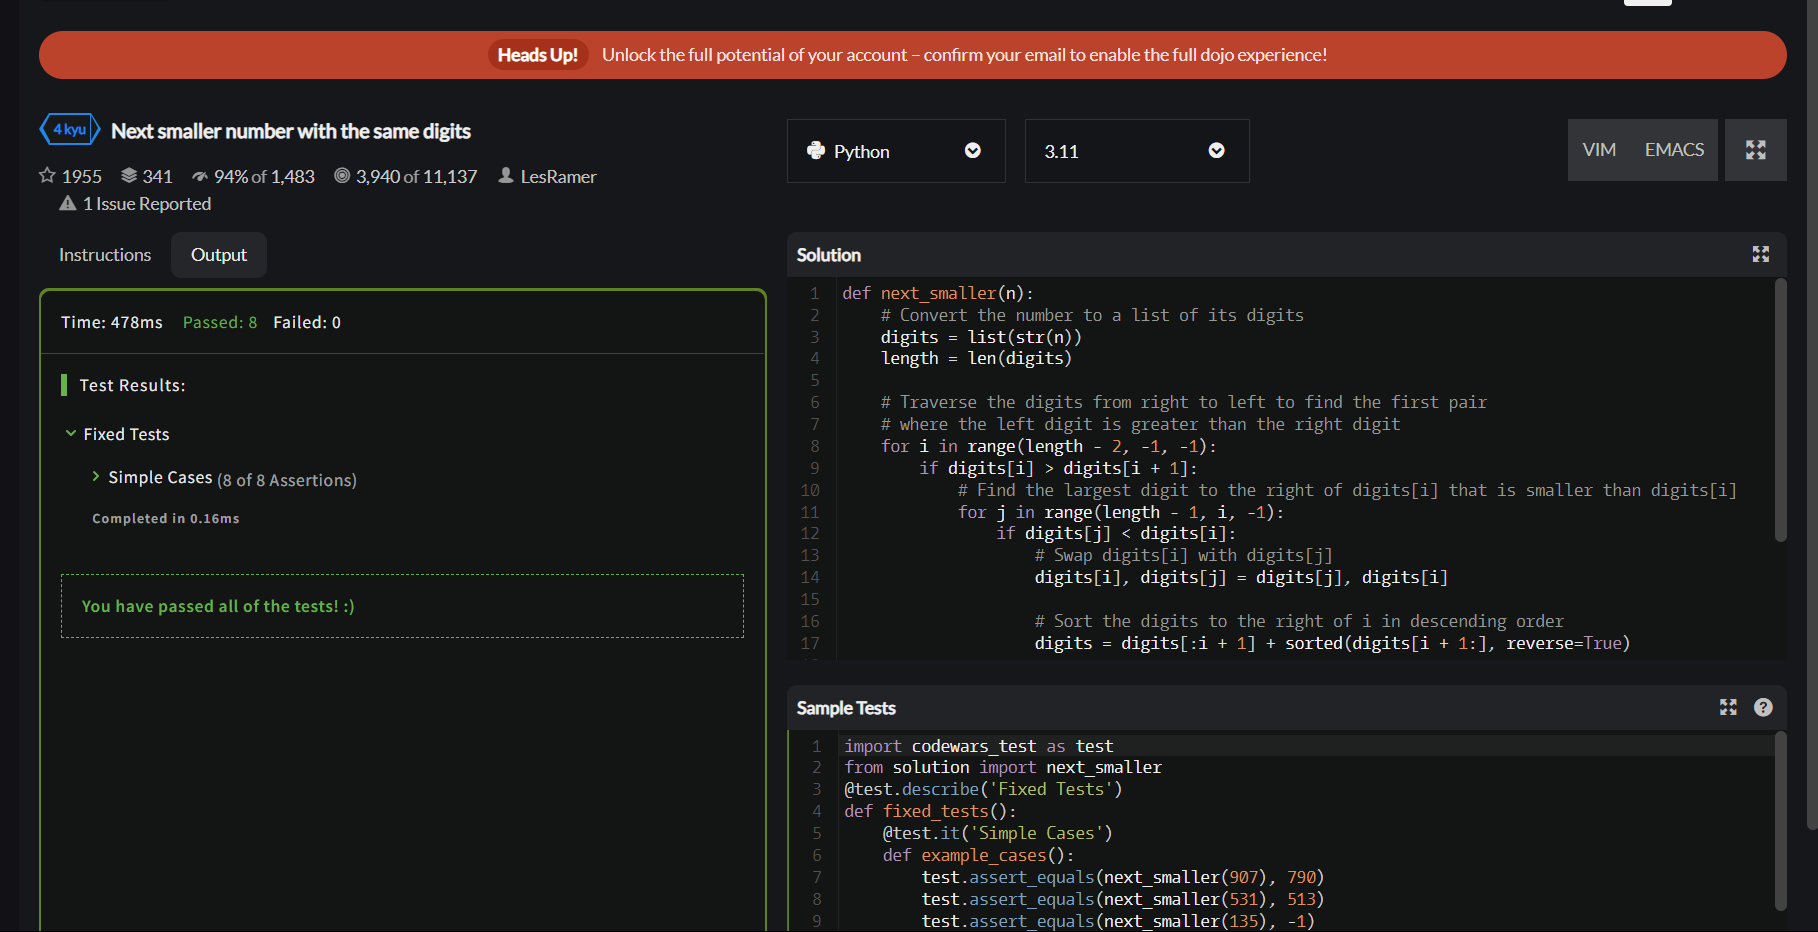 Heads Up! Unlock the full potential of your account – confirm your email to enable the full dojo experience!
4 kyu Next smaller number with the same digits
1955 341 94% of 1,483 3,940 of 11,137 LesRamer
1 Issue Reported
Python
3.11
VIM EMACS
Instructions Output
Time: 478ms Passed: 8 Failed: 0
Test Results:
Fixed Tests
Simple Cases (8 of 8 Assertions)
Completed in 0.16ms
You have passed all of the tests! :)
Solution
1 def next_smaller(n):
2     # Convert the number to a list of its digits
3     digits = list(str(n))
4     length = len(digits)
5
6     # Traverse the digits from right to left to find the first pair
7     # where the left digit is greater than the right digit
8     for i in range(length - 2, -1, -1):
9         if digits[i] > digits[i + 1]:
10             # Find the largest digit to the right of digits[i] that is smaller than digits[i]
11             for j in range(length - 1, i, -1):
12                 if digits[j] < digits[i]:
13                     # Swap digits[i] with digits[j]
14                     digits[i], digits[j] = digits[j], digits[i]
15
16                     # Sort the digits to the right of i in descending order
17                     digits = digits[:i + 1] + sorted(digits[i + 1:], reverse=True)
Sample Tests
1 import codewars_test as test
2 from solution import next_smaller
3 @test.describe('Fixed Tests')
4 def fixed_tests():
5     @test.it('Simple Cases')
6     def example_cases():
7         test.assert_equals(next_smaller(907), 790)
8         test.assert_equals(next_smaller(531), 513)
9         test.assert_equals(next_smaller(135), -1)